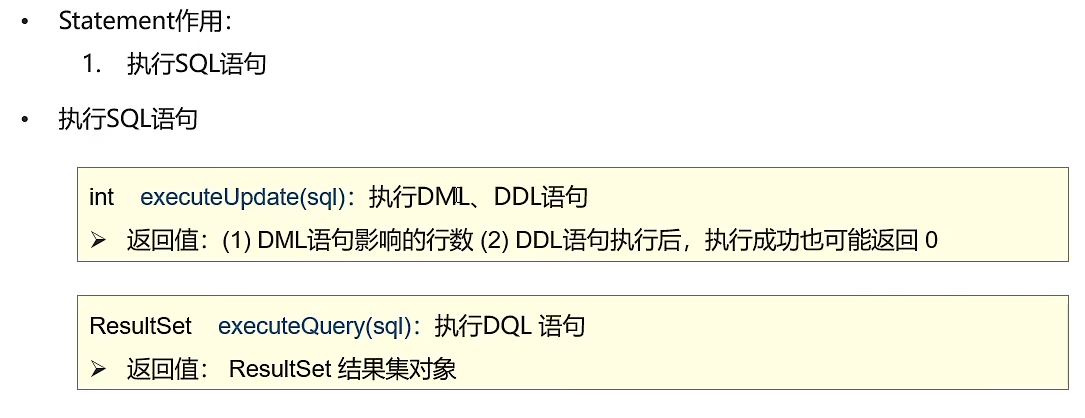 • Statement作用：
1. 执行SQL语句
• 执行SQL语句
int executeUpdate(sql)：执行DML、DDL语句
➢ 返回值：(1) DML语句影响的行数 (2) DDL语句执行后，执行成功也可能返回 0
ResultSet executeQuery(sql)：执行DQL 语句
➢ 返回值： ResultSet 结果集对象